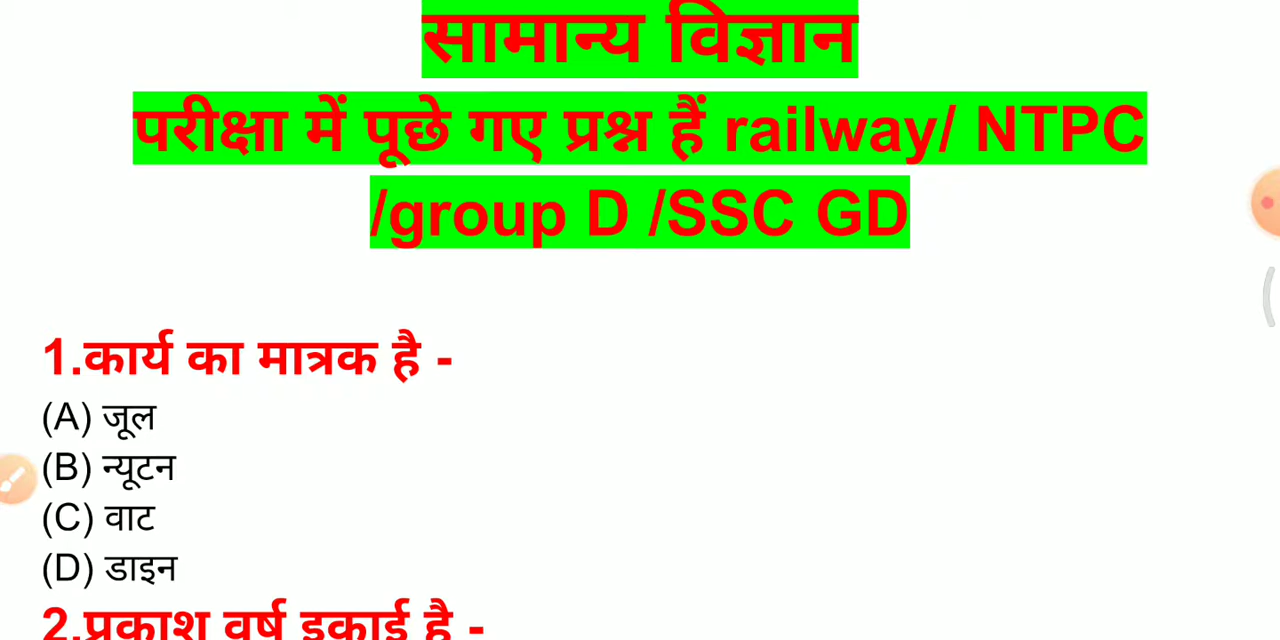 सामान्य विज्ञान
परीक्षा में पूछे गए प्रश्न हैं railway/ NTPC
/group D /SSC GD
1.कार्य का मात्रक है -
(A) जूल
(B) न्यूटन
(C) वाट
(D) डाइन
2.प्रकाश वर्ष इकाई है -